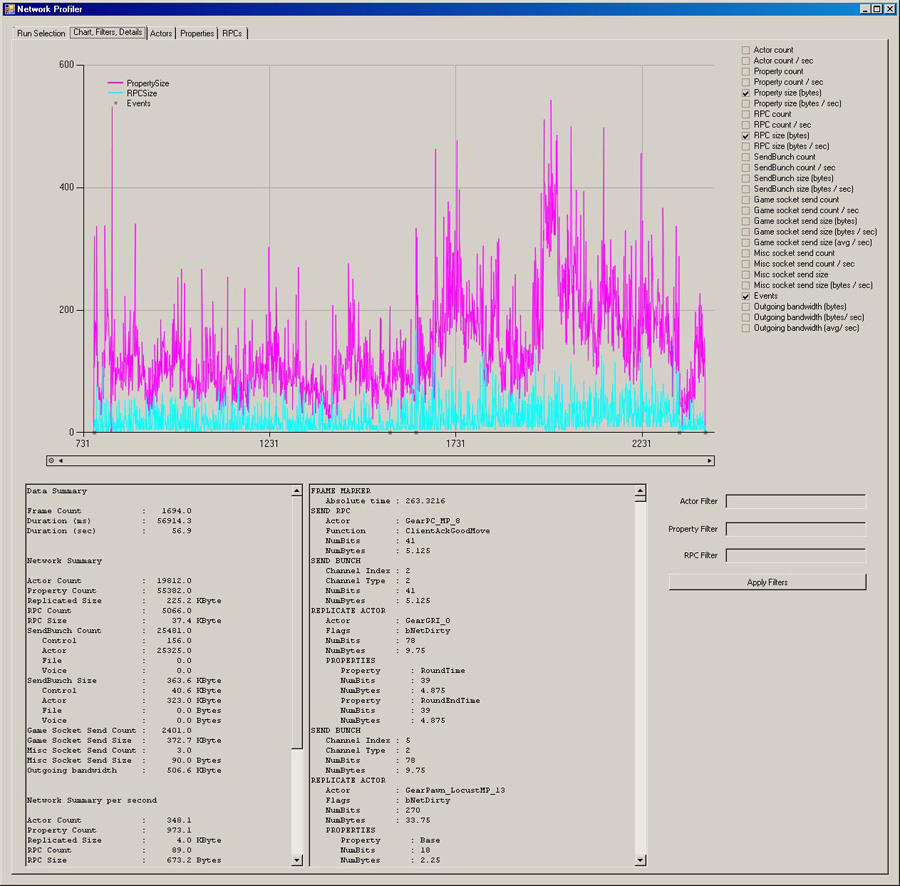 Network Profiler
Run Selection Chart, Filters, Details Actors Properties RPCs
600
400
200
0
731 1231 1731 2231
PropertySize
RPCSize
Events
Actor count
Actor count / sec
Property count
Property count / sec
Property size (bytes)
Property size (bytes / sec)
RPC count
RPC count / sec
RPC size (bytes)
RPC size (bytes / sec)
SendBunch count
SendBunch count / sec
SendBunch size (bytes)
SendBunch size (bytes / sec)
Game socket send count
Game socket send count / sec
Game socket send size (bytes)
Game socket send size (bytes / sec)
Game socket send size (avg / sec)
Misc socket send count
Misc socket send count / sec
Misc socket send size
Misc socket send size (bytes / sec)
Events
Outgoing bandwidth (bytes)
Outgoing bandwidth (bytes/ sec)
Outgoing bandwidth (avg/ sec)
Data Summary
Frame Count : 1694.0
Duration (ms) : 56914.3
Duration (sec) : 56.9
Network Summary
Actor Count : 19812.0
Property Count : 55382.0
Replicated Size : 225.2 KByte
RPC Count : 5066.0
RPC Size : 37.4 KByte
SendBunch Count : 25481.0
Control : 156.0
Actor : 25325.0
File : 0.0
Voice : 0.0
SendBunch Size : 363.6 KByte
Control : 40.6 KByte
Actor : 323.0 KByte
File : 0.0 Bytes
Voice : 0.0 Bytes
Game Socket Send Count : 2401.0
Game Socket Send Size : 372.7 KByte
Misc Socket Send Count : 3.0
Misc Socket Send Size : 90.0 Bytes
Outgoing bandwidth : 506.6 KByte
Network Summary per second
Actor Count : 348.1
Property Count : 973.1
Replicated Size : 4.0 KByte
RPC Count : 89.0
RPC Size : 673.2 Bytes
FRAME MARKER
Absolute time : 263.3216
SEND RPC
Actor : GearPC_MP_8
Function : ClientAckGoodMove
NumBits : 41
NumBytes : 5.125
SEND BUNCH
Channel Index : 2
Channel Type : 2
NumBits : 41
NumBytes : 5.125
REPLICATE ACTOR
Actor : GearGRI_0
Flags : bNetDirty
NumBits : 78
NumBytes : 9.75
PROPERTIES
Property : RoundTime
NumBits : 39
NumBytes : 4.875
Property : RoundEndTime
NumBits : 39
NumBytes : 4.875
SEND BUNCH
Channel Index : 5
Channel Type : 2
NumBits : 78
NumBytes : 9.75
REPLICATE ACTOR
Actor : GearPawn_LocustMP_13
Flags : bNetDirty
NumBits : 270
NumBytes : 33.75
PROPERTIES
Property : Base
NumBits : 18
NumBytes : 2.25
Actor Filter
Property Filter
RPC Filter
Apply Filters